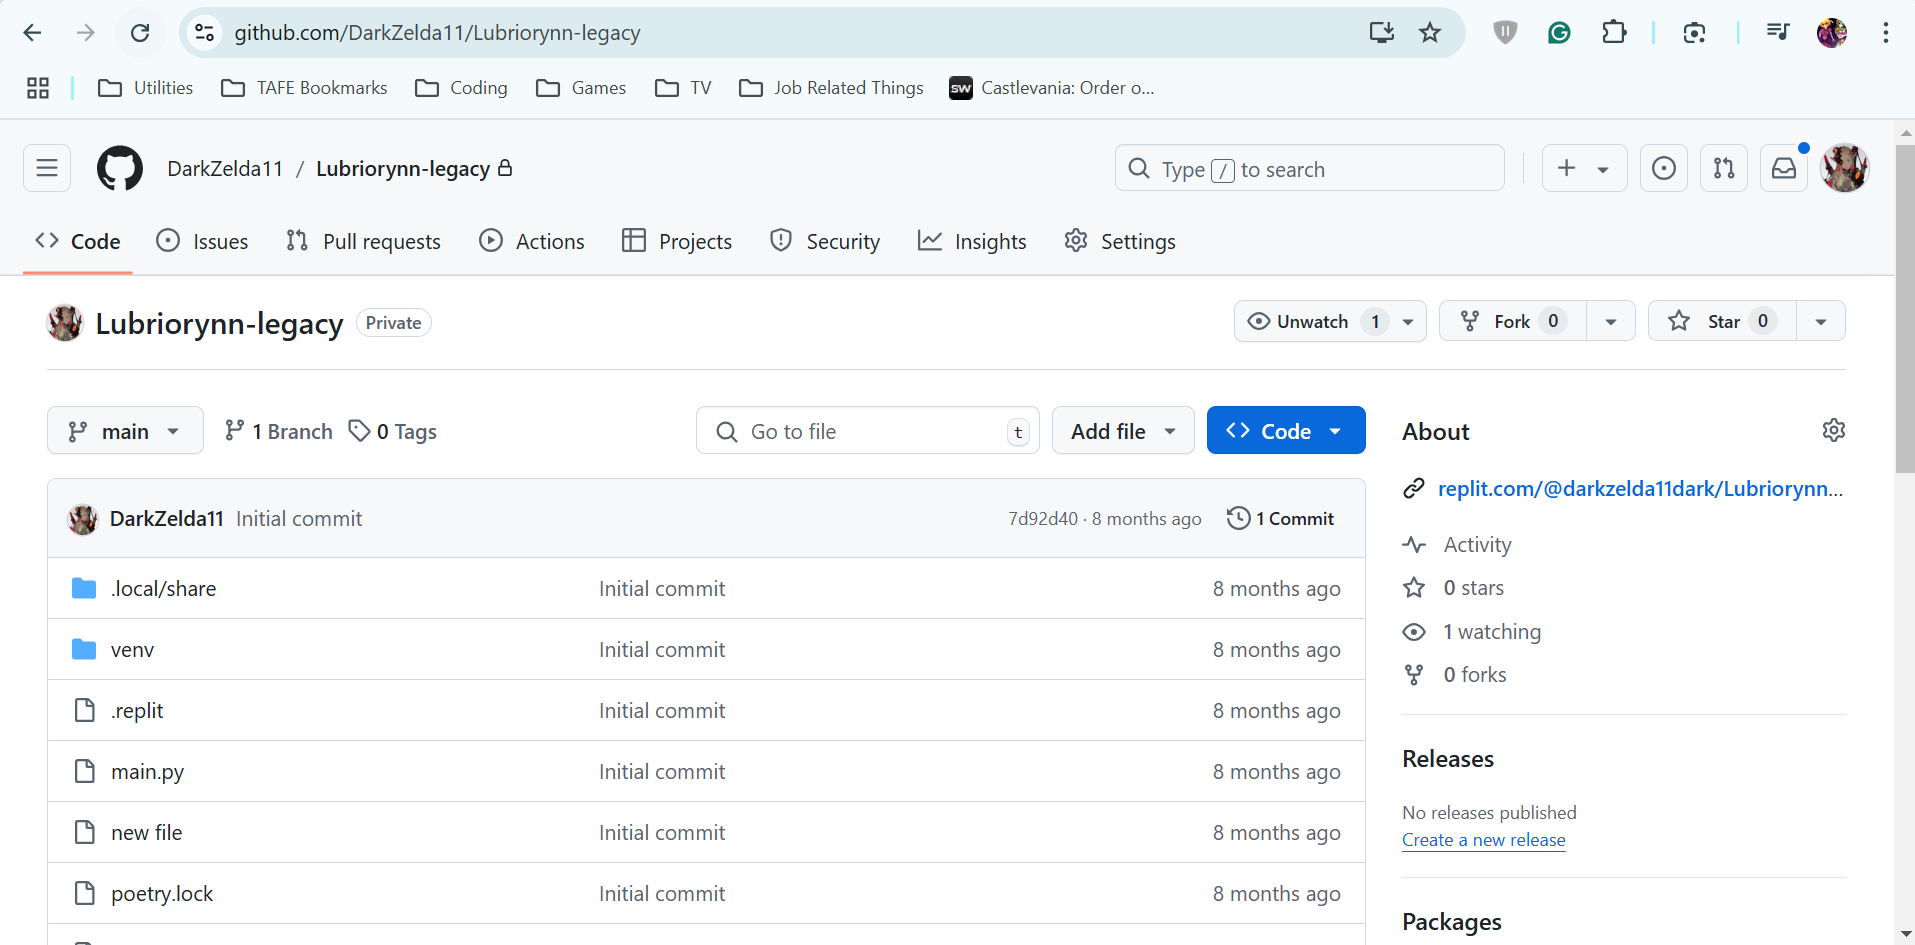 github.com/DarkZelda11/Lubriorynn-legacy
Utilities TAFE Bookmarks Coding Games TV Job Related Things SW Castlevania: Order o...
DarkZelda11 / Lubriorynn-legacy Type / to search
Code Issues Pull requests Actions Projects Security Insights Settings
Lubriorynn-legacy Private Unwatch 1 Fork 0 Star 0
main 1 Branch 0 Tags Go to file t Add file Code
About
replit.com/@darkzelda11dark/Lubriorynn...
DarkZelda11 Initial commit 7d92d40 · 8 months ago 1 Commit
Activity
.local/share Initial commit 8 months ago
0 stars
1 watching
venv Initial commit 8 months ago
0 forks
.replit Initial commit 8 months ago
Releases
main.py Initial commit 8 months ago
No releases published
new file Initial commit 8 months ago
Create a new release
poetry.lock Initial commit 8 months ago
Packages